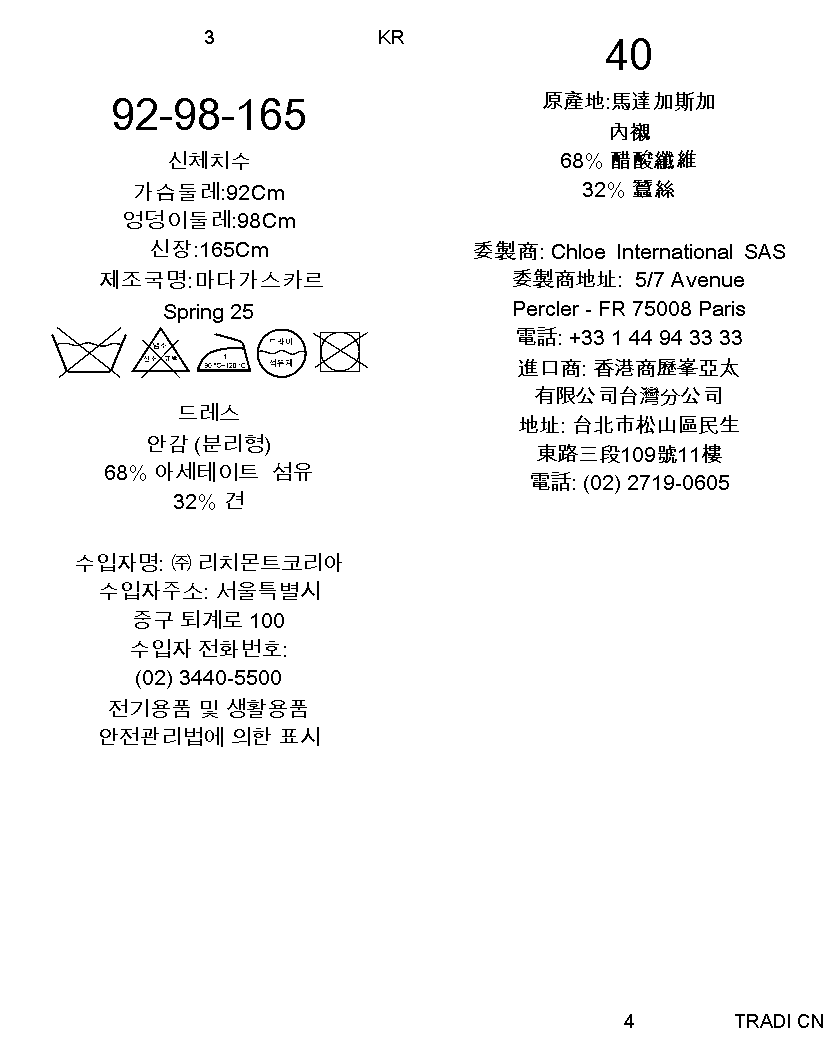 3 KR
92-98-165
신체치수
가슴둘레:92Cm
엉덩이둘레:98Cm
신장:165Cm
제조국명:마다가스카르
Spring 25
염소
산소 표백
1
90 °C~120 °C
드라이
석유계
드레스
안감 (분리형)
68% 아세테이트 섬유
32% 견
수입자명: ㈜ 리치몬트코리아
수입자주소: 서울특별시
중구 퇴계로 100
수입자 전화번호:
(02) 3440-5500
전기용품 및 생활용품
안전관리법에 의한 표시
40
原產地:馬達加斯加
內襯
68% 醋酸纖維
32% 蠶絲
委製商: Chloe International SAS
委製商地址: 5/7 Avenue
Percler - FR 75008 Paris
電話: +33 1 44 94 33 33
進口商: 香港商歷峯亞太
有限公司台灣分公司
地址: 台北市松山區民生
東路三段109號11樓
電話: (02) 2719-0605
4 TRADI CN